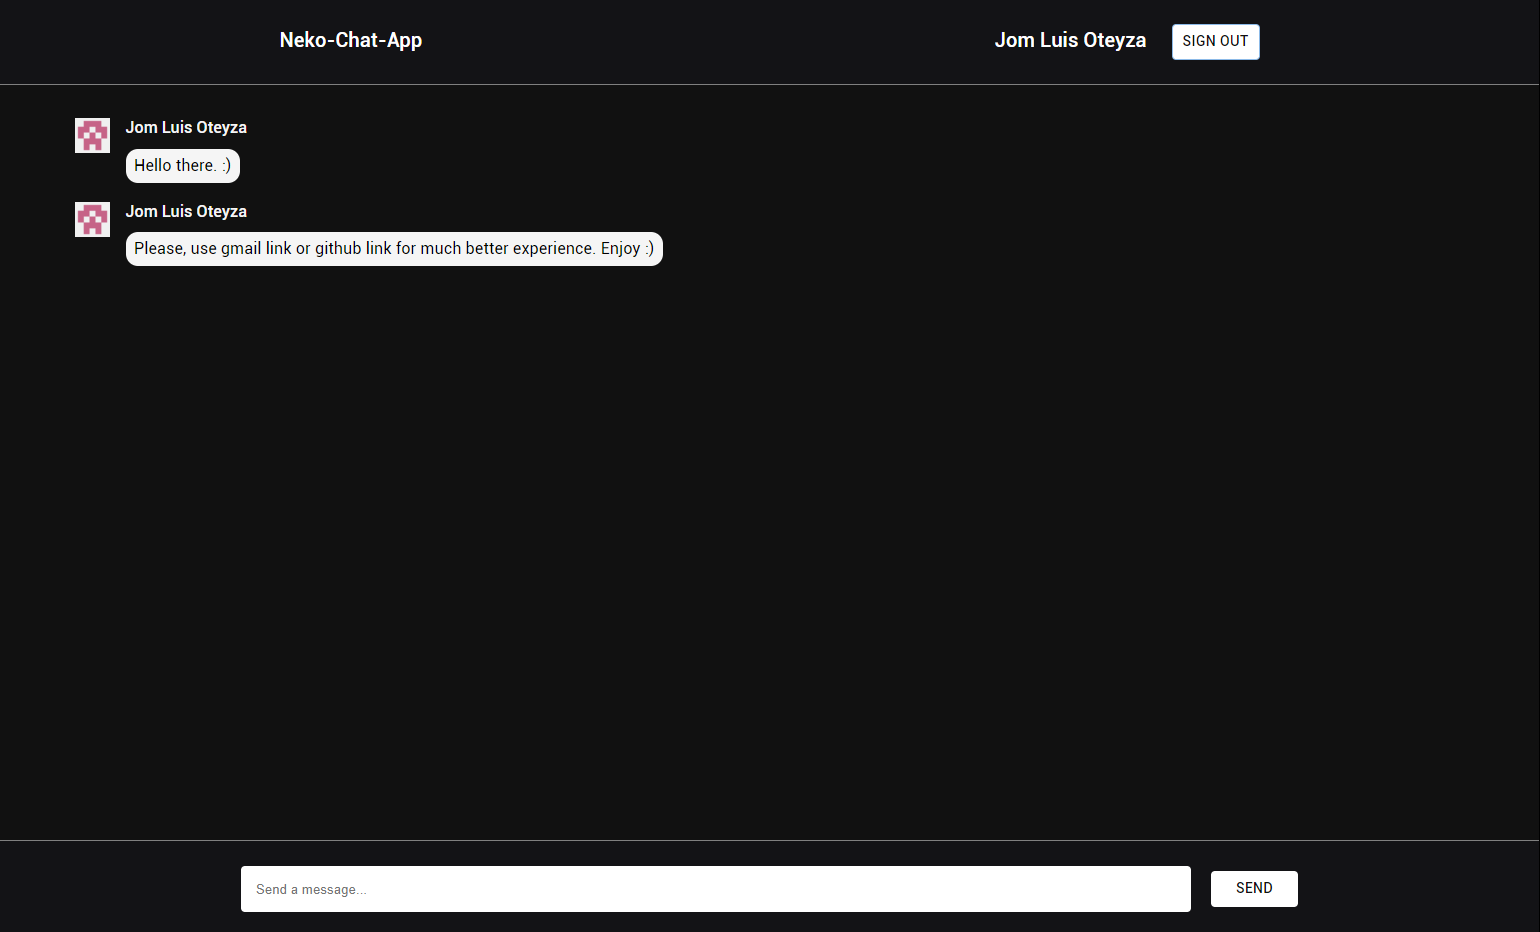 Neko-Chat-App
Jom Luis Oteyza
SIGN OUT
Jom Luis Oteyza
Hello there. :)
Jom Luis Oteyza
Please, use gmail link or github link for much better experience. Enjoy :)
Send a message...
SEND